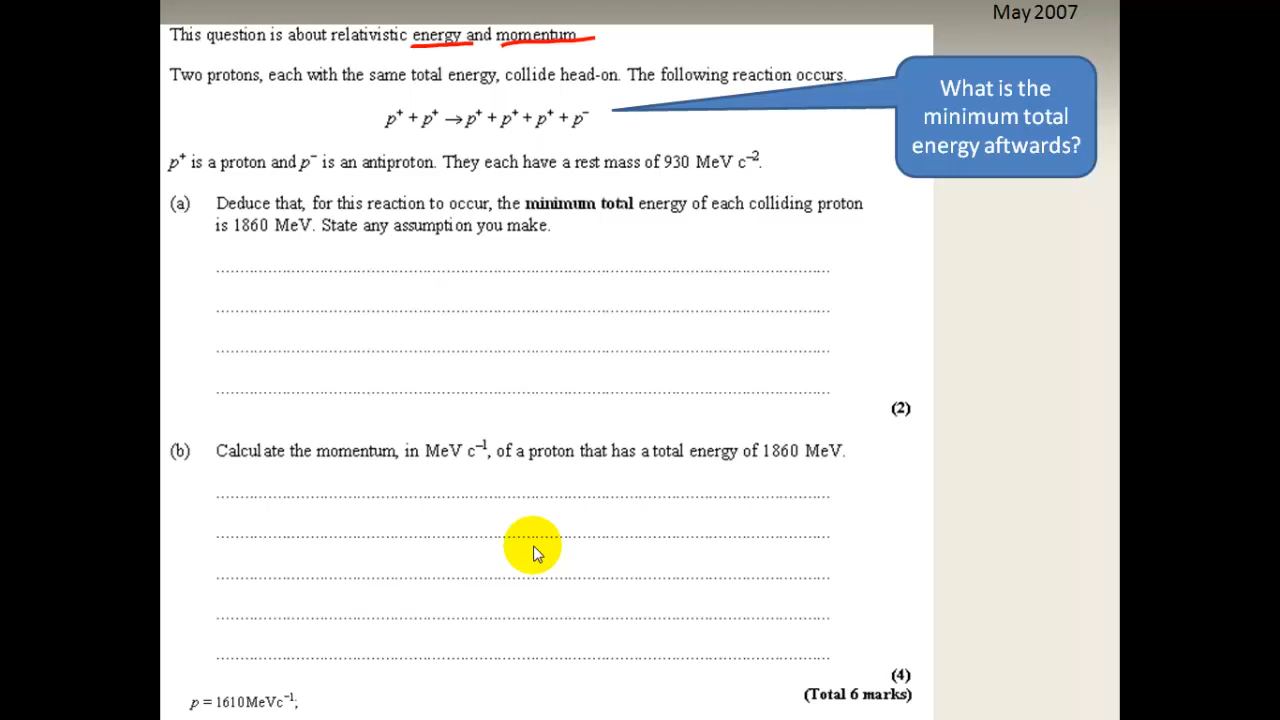 May 2007
This question is about relativistic energy and momentum
Two protons, each with the same total energy, collide head-on. The following reaction occurs.
What is the
minimum total
energy aftwards?
p⁺ + p⁺ → p⁺ + p⁺ + p⁺ + p⁻
p⁺ is a proton and p⁻ is an antiproton. They each have a rest mass of 930 MeV c⁻².
(a) Deduce that, for this reaction to occur, the minimum total energy of each colliding proton
is 1860 MeV. State any assumption you make.
(2)
(b) Calculate the momentum, in MeV c⁻¹, of a proton that has a total energy of 1860 MeV.
(4)
(Total 6 marks)
p = 1610MeVc⁻¹;